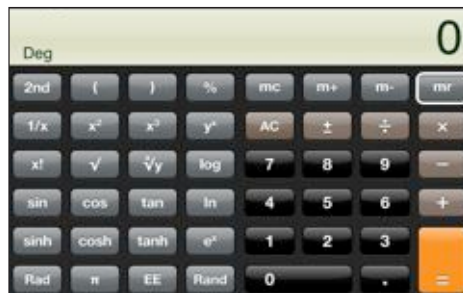 0
Deg
2nd ( ) % mc m+ m- mr
1/x x² x³ yˣ AC ± ÷ ×
x! √ ˣ√y log 7 8 9 −
sin cos tan ln 4 5 6 +
sinh cosh tanh eˣ 1 2 3
Rad π EE Rand 0 . =